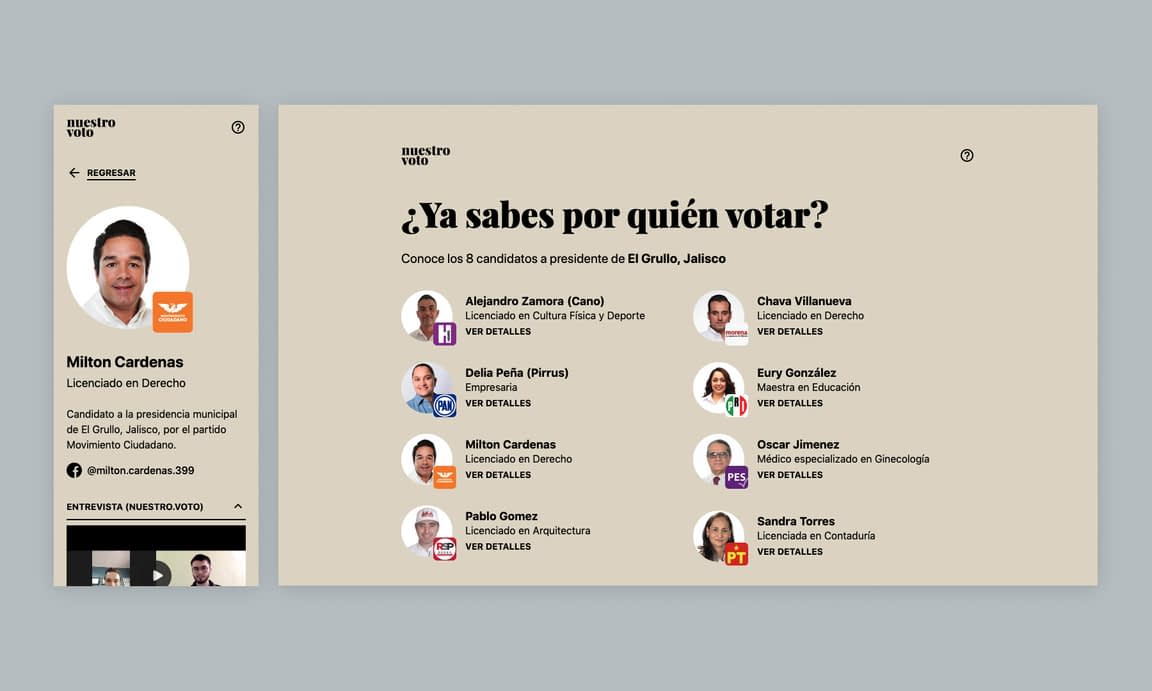 nuestro
voto
REGRESAR
MOVIMIENTO
CIUDADANO
Milton Cardenas
Licenciado en Derecho
Candidato a la presidencia municipal
de El Grullo, Jalisco, por el partido
Movimiento Ciudadano.
@milton.cardenas.399
ENTREVISTA (NUESTRO.VOTO)
nuestro
voto
¿Ya sabes por quién votar?
Conoce los 8 candidatos a presidente de El Grullo, Jalisco
Alejandro Zamora (Cano)
Licenciado en Cultura Física y Deporte
VER DETALLES
H
Chava Villanueva
Licenciado en Derecho
VER DETALLES
morena
Delia Peña (Pirrus)
Empresaria
VER DETALLES
PAN
Eury González
Maestra en Educación
VER DETALLES
PRI
Milton Cardenas
Licenciado en Derecho
VER DETALLES
Oscar Jimenez
Médico especializado en Ginecología
VER DETALLES
PES
Pablo Gomez
Licenciado en Arquitectura
VER DETALLES
RSP
Sandra Torres
Licenciada en Contaduría
VER DETALLES
PT